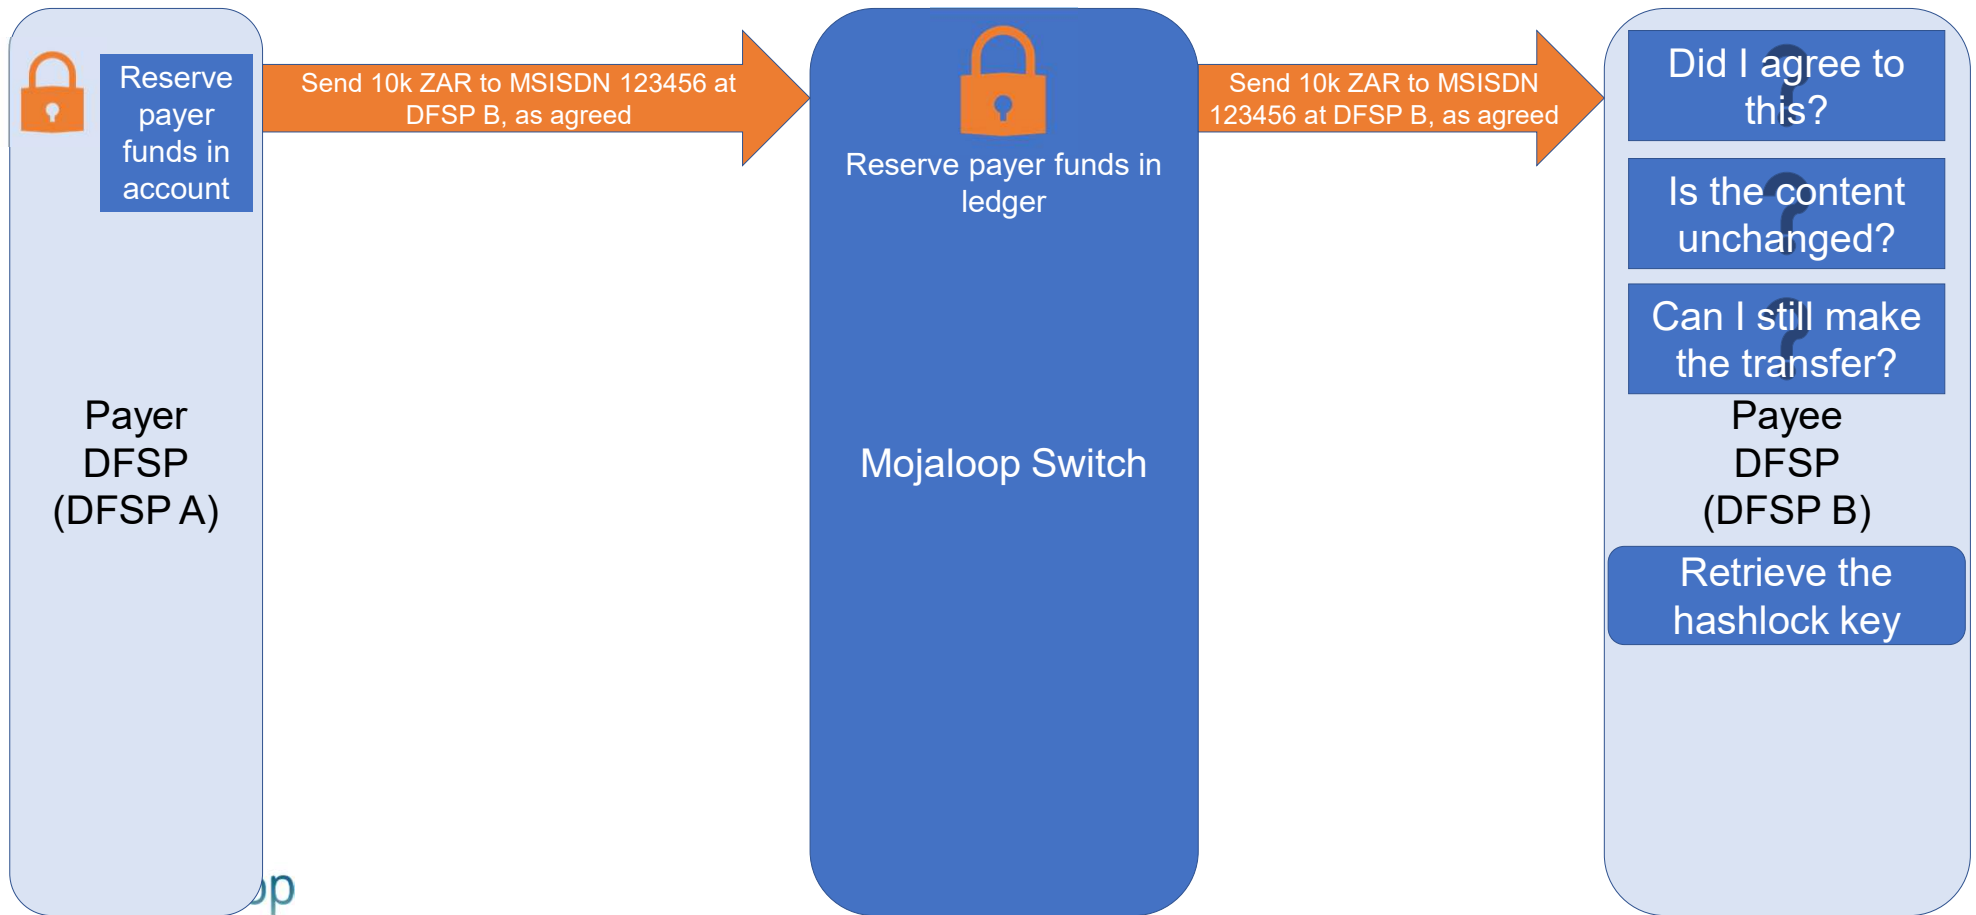 Reserve
payer
funds in
account
Send 10k ZAR to MSISDN 123456 at
DFSP B, as agreed
Reserve payer funds in
ledger
Send 10k ZAR to MSISDN
123456 at DFSP B, as agreed
Did I agree to
this?
Is the content
unchanged?
Can I still make
the transfer?
Payer
DFSP
(DFSP A)
Mojaloop Switch
Payee
DFSP
(DFSP B)
Retrieve the
hashlock key